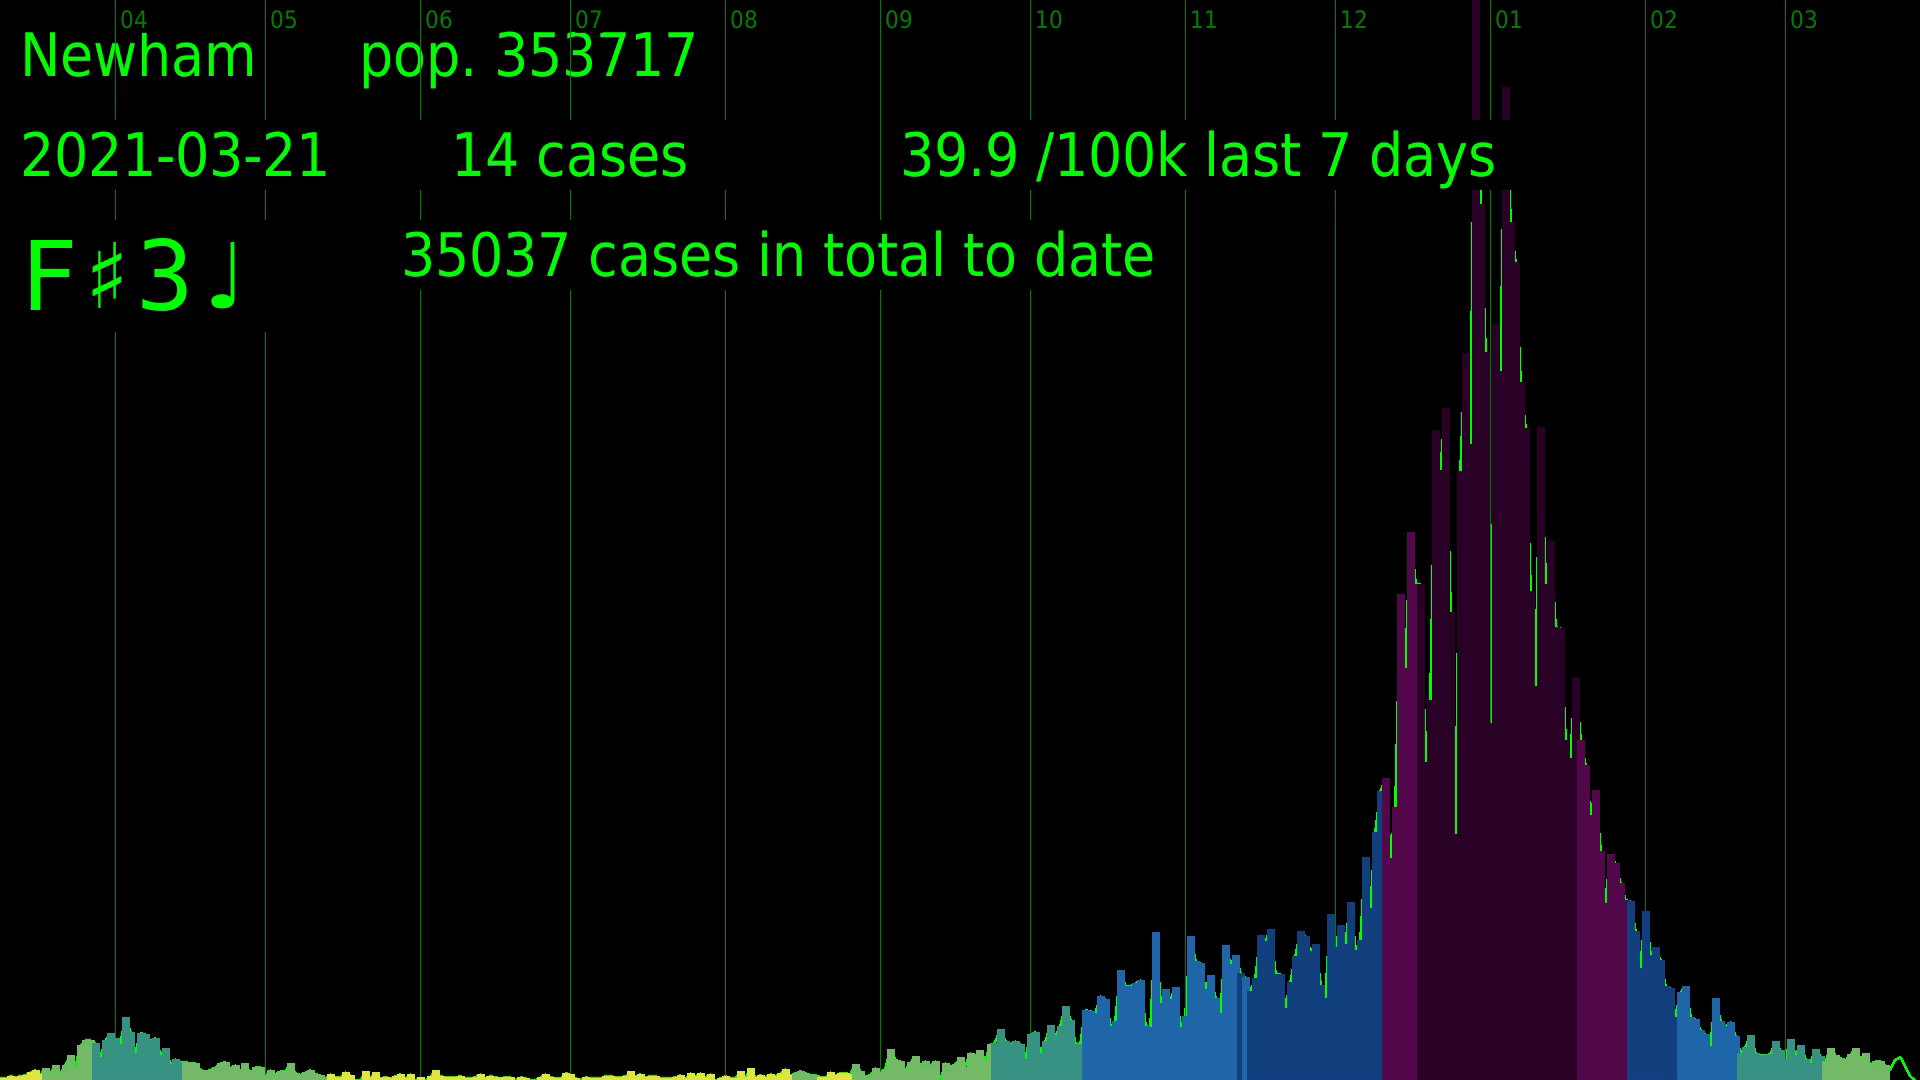 04 05 06 07 08 09 10 11 12 01 02 03
Newham pop. 353717
2021-03-21 14 cases 39.9 /100k last 7 days
F♯3♩ 35037 cases in total to date